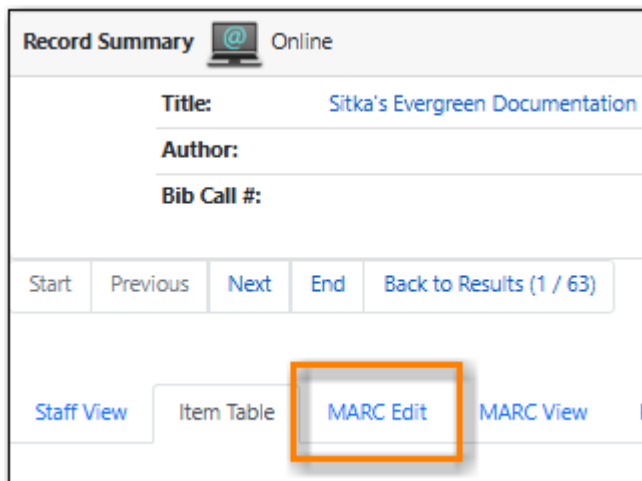 Record Summary @ Online
Title: Sitka's Evergreen Documentation
Author:
Bib Call #:
Start Previous Next End Back to Results (1 / 63)
Staff View Item Table MARC Edit MARC View